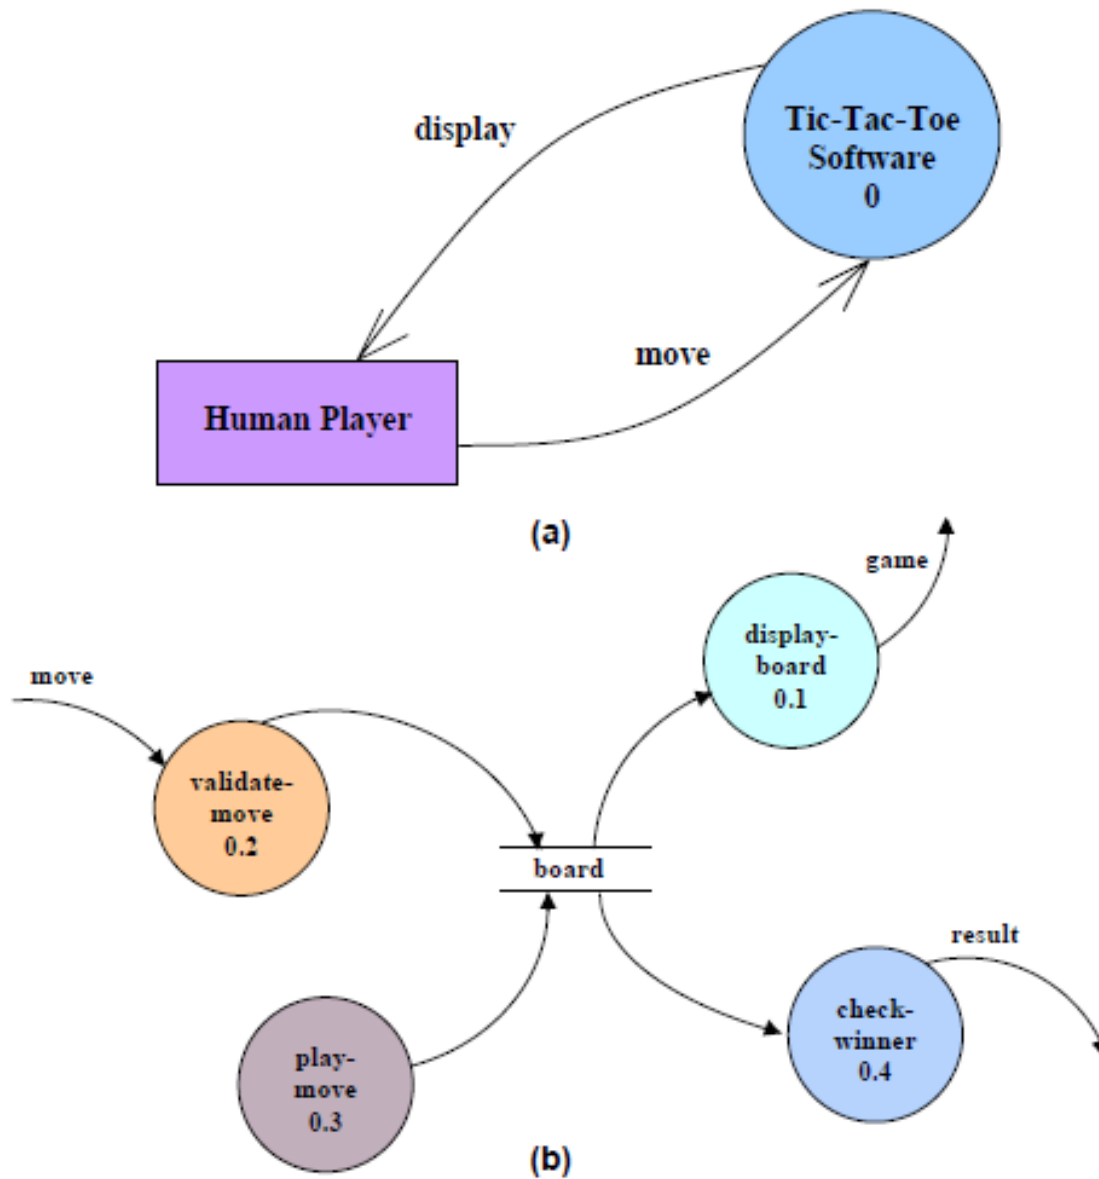 Tic-Tac-Toe
Software
0
display
move
Human Player
(a)
game
display-
board
0.1
move
validate-
move
0.2
board
result
check-
winner
0.4
play-
move
0.3
(b)